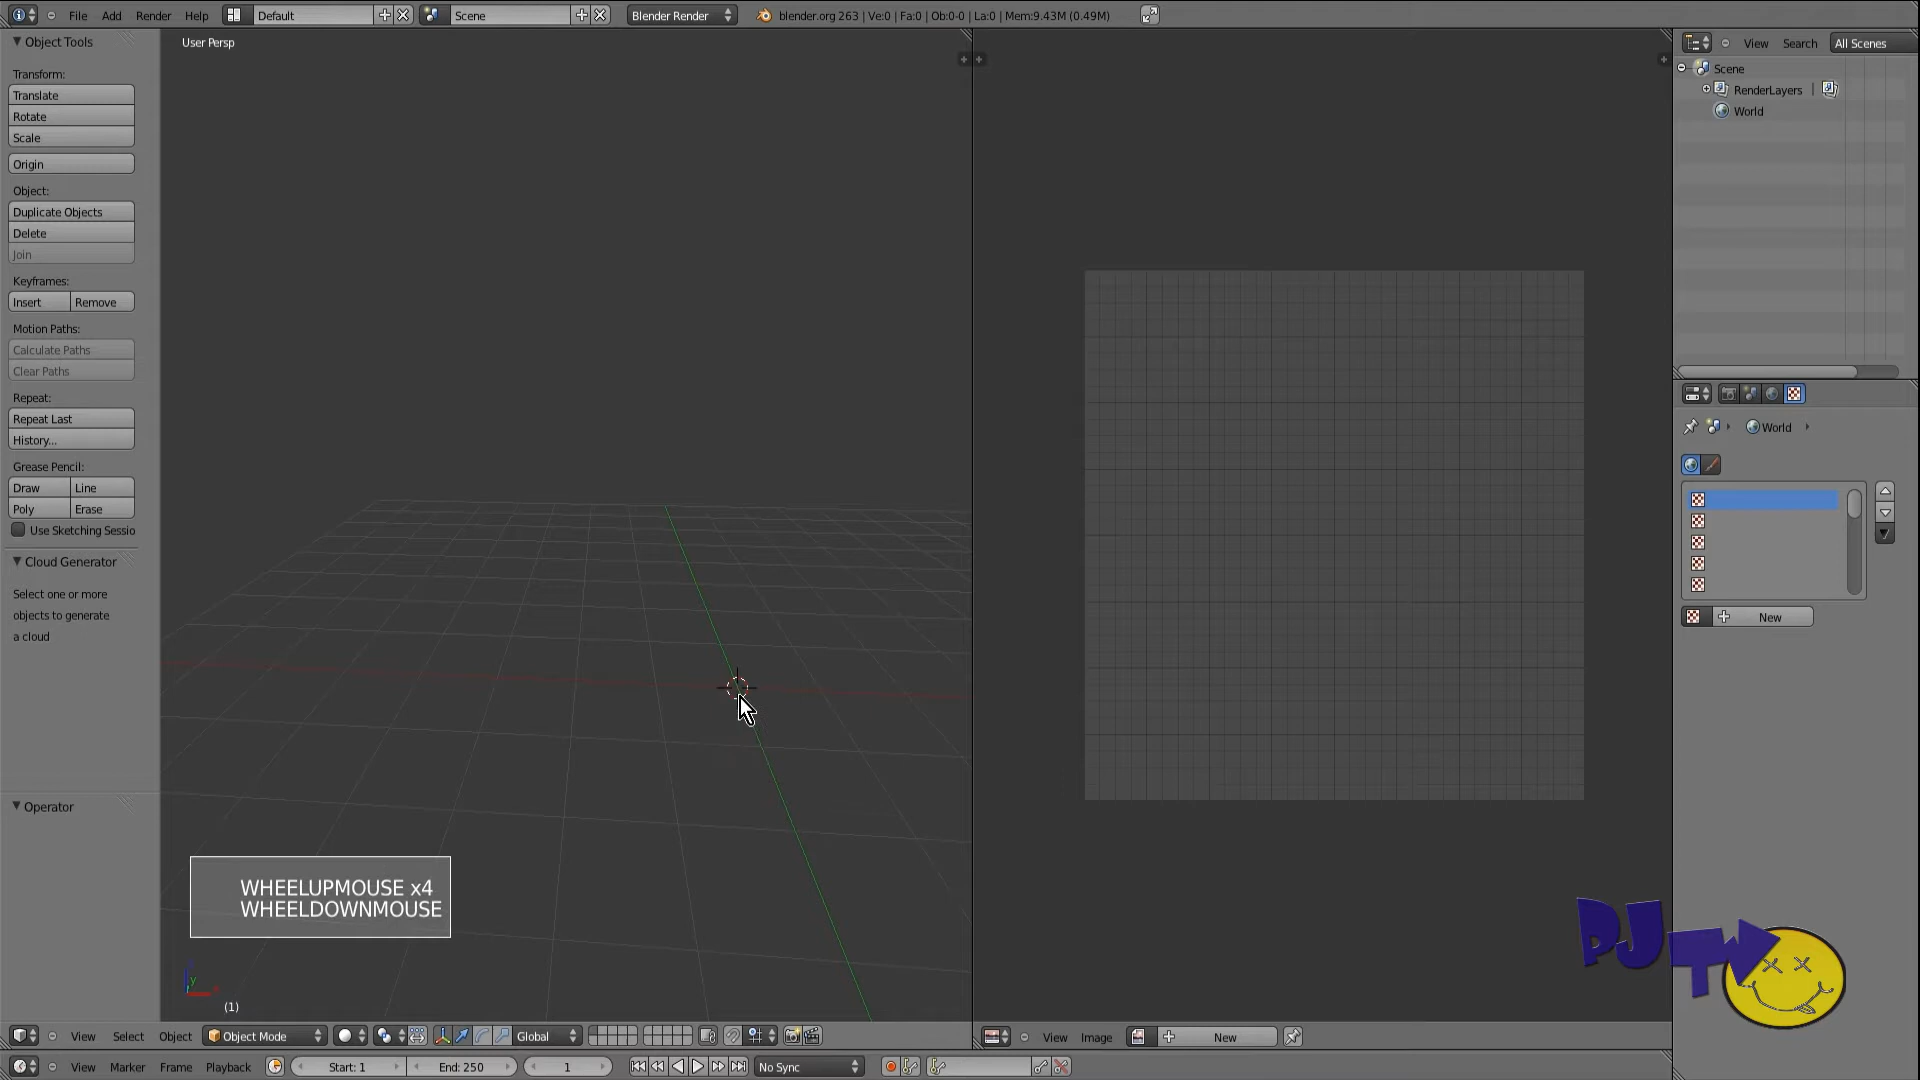 File Add Render Help Default Scene Blender Render blender.org 263 | Ve:0 | Fa:0 | Ob:0-0 | La:0 | Mem:9.43M (0.49M)
Object Tools
Transform:
Translate
Rotate
Scale
Origin
Object:
Duplicate Objects
Delete
Join
Keyframes:
Insert Remove
Motion Paths:
Calculate Paths
Clear Paths
Repeat:
Repeat Last
History...
Grease Pencil:
Draw Line
Poly Erase
Use Sketching Sessio
Cloud Generator
Select one or more
objects to generate
a cloud
Operator
User Persp
WHEELUPMOUSE x4
WHEELDOWNMOUSE
y
(1)
View Select Object Object Mode Global
View Image New
View Search All Scenes
Scene
RenderLayers
World
World
New
PJTW
View Marker Frame Playback Start: 1 End: 250 1 No Sync